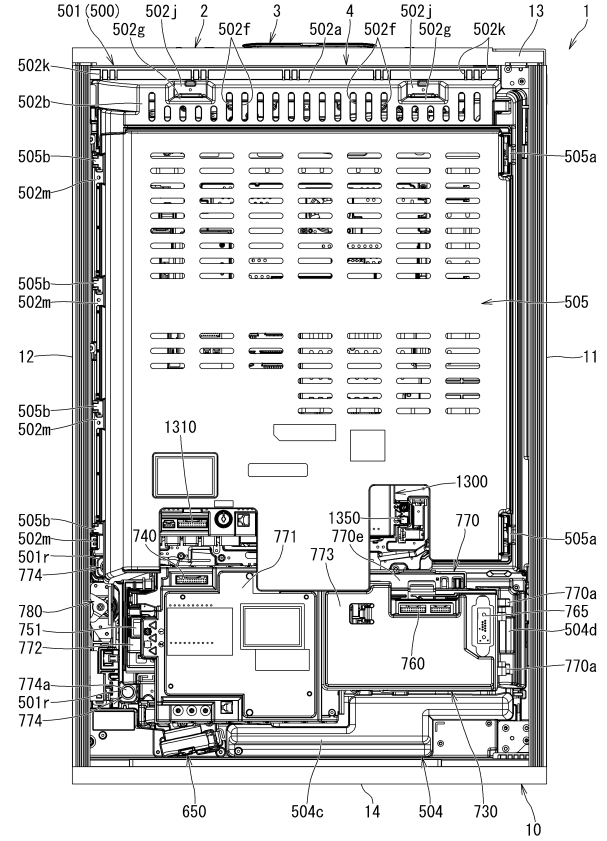 501 (500) 502j 2 3 4 502j 13 1
502g 502f 502a 502f 502g 502k
502k
502b
505b 505a
502m
505b
502m 505
12 11
505b
502m 1310
1300
505b 1350
502m 740 771 770e 770 505a
501r 773
774 770a
780 765
751 504d
772 760
774a 770a
501r
774
650 504c 14 504 730 10